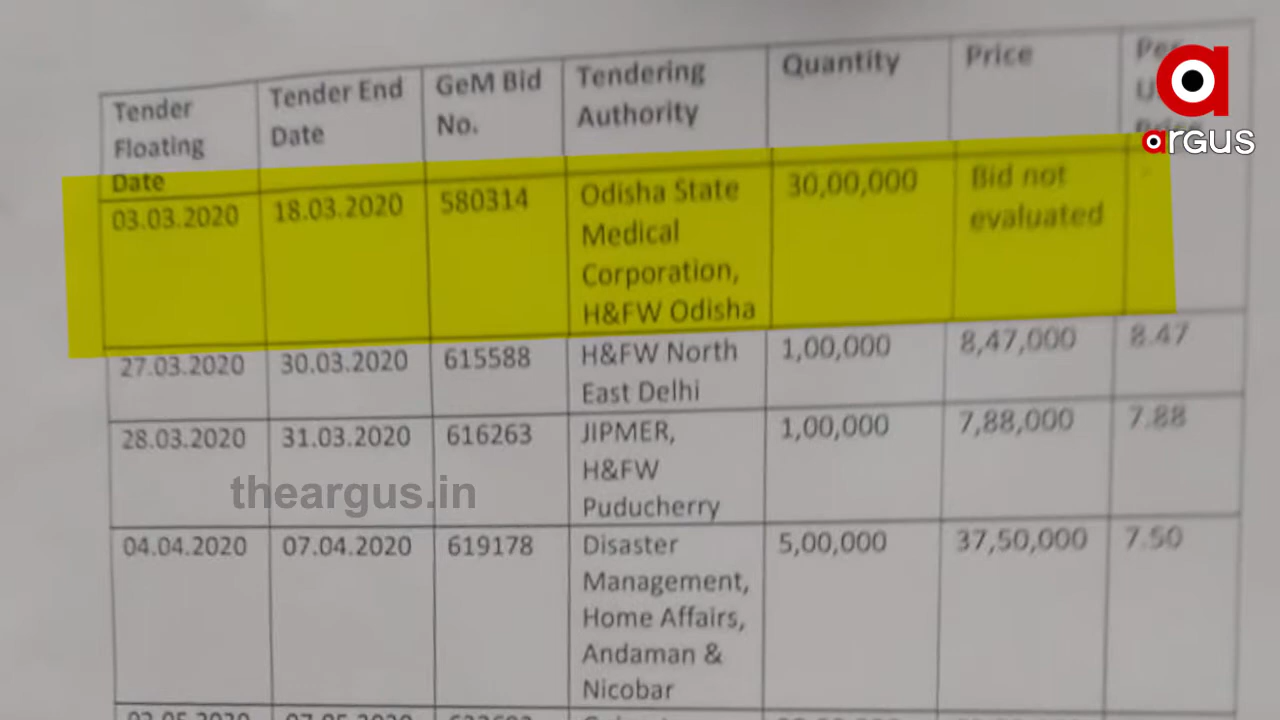 argus
Tender Floating Date | Tender End Date | GeM Bid No. | Tendering Authority | Quantity | Price | Per
03.03.2020 | 18.03.2020 | 580314 | Odisha State Medical Corporation, H&FW Odisha | 30,00,000 | Bid not evaluated | -
27.03.2020 | 30.03.2020 | 615588 | H&FW North East Delhi | 1,00,000 | 8,47,000 | 8.47
28.03.2020 | 31.03.2020 | 616263 | JIPMER, H&FW Puducherry | 1,00,000 | 7,88,000 | 7.88
theargus.in
04.04.2020 | 07.04.2020 | 619178 | Disaster Management, Home Affairs, Andaman & Nicobar | 5,00,000 | 37,50,000 | 7.50